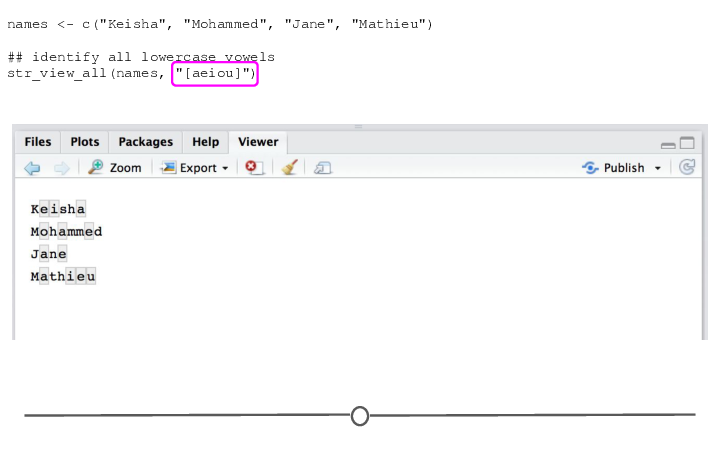 names <- c("Keisha", "Mohammed", "Jane", "Mathieu")
## identify all lowercase vowels
str_view_all(names, "[aeiou]")
Files Plots Packages Help Viewer
Zoom Export Publish
Keisha
Mohammed
Jane
Mathieu